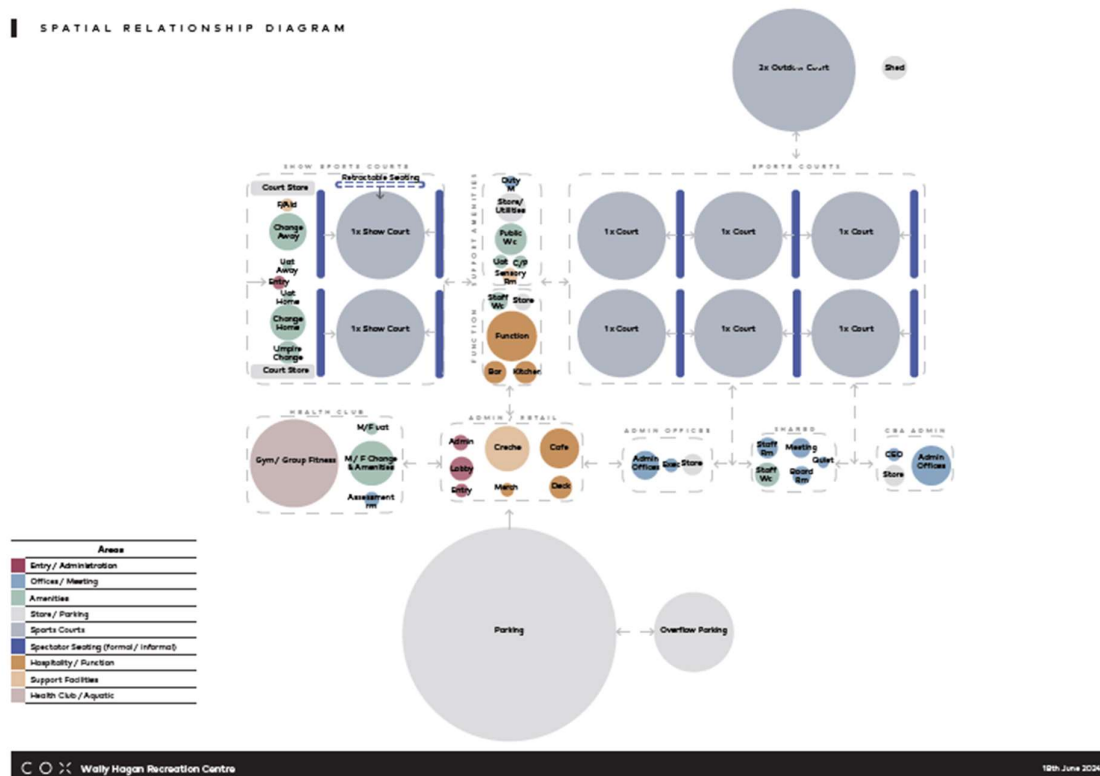 SPATIAL RELATIONSHIP DIAGRAM
2x Outdoor Court
Shed
SHOW SPORTS COURTS
SPORTS COURTS
Retractable Seating
Court Store
F/Aid
Change
Away
1x Show Court
Uat
Away
Entry
Uat
Home
Change
Home
1x Show Court
Umpire
Change
Court Store
SUPPORT AMENITIES
Duty
M
Store/
Utilities
Public
Wc
Uat
C/P
Sensory
Rm
FUNCTION
Staff
Wc
Store
Function
Bar
Kitchen
1x Court
1x Court
1x Court
1x Court
1x Court
1x Court
HEALTH CLUB
M/F uat
Gym / Group Fitness
M / F Change
& Amenities
Assessment
rm
ADMIN / RETAIL
Admin
Creche
Cafe
Lobby
Entry
Merch
Deck
ADMIN OFFICES
Admin
Offices
Exec
Store
SHARED
Staff
Rm
Meeting
Quiet
Staff
Wc
Board
Rm
CBA ADMIN
CEO
Admin
Offices
Store
Parking
Overflow Parking
Areas
Entry / Administration
Offices / Meeting
Amenities
Store / Parking
Sports Courts
Spectator Seating (formal / informal)
Hospitality / Function
Support Facilities
Health Club / Aquatic
COX Wally Hagan Recreation Centre
19th June 2024